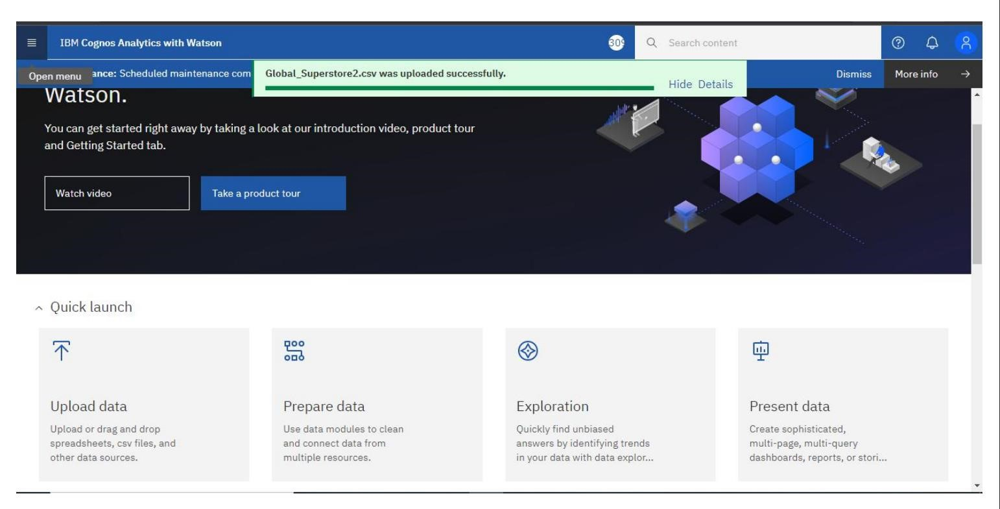 IBM Cognos Analytics with Watson
309
Search content
Open menu
ance: Scheduled maintenance com
Global_Superstore2.csv was uploaded successfully.
Hide Details
Dismiss
More info
Watson.
You can get started right away by taking a look at our introduction video, product tour
and Getting Started tab.
Watch video
Take a product tour
Quick launch
Upload data
Upload or drag and drop
spreadsheets, csv files, and
other data sources.
Prepare data
Use data modules to clean
and connect data from
multiple resources.
Exploration
Quickly find unbiased
answers by identifying trends
in your data with data explor...
Present data
Create sophisticated,
multi-page, multi-query
dashboards, reports, or stori...